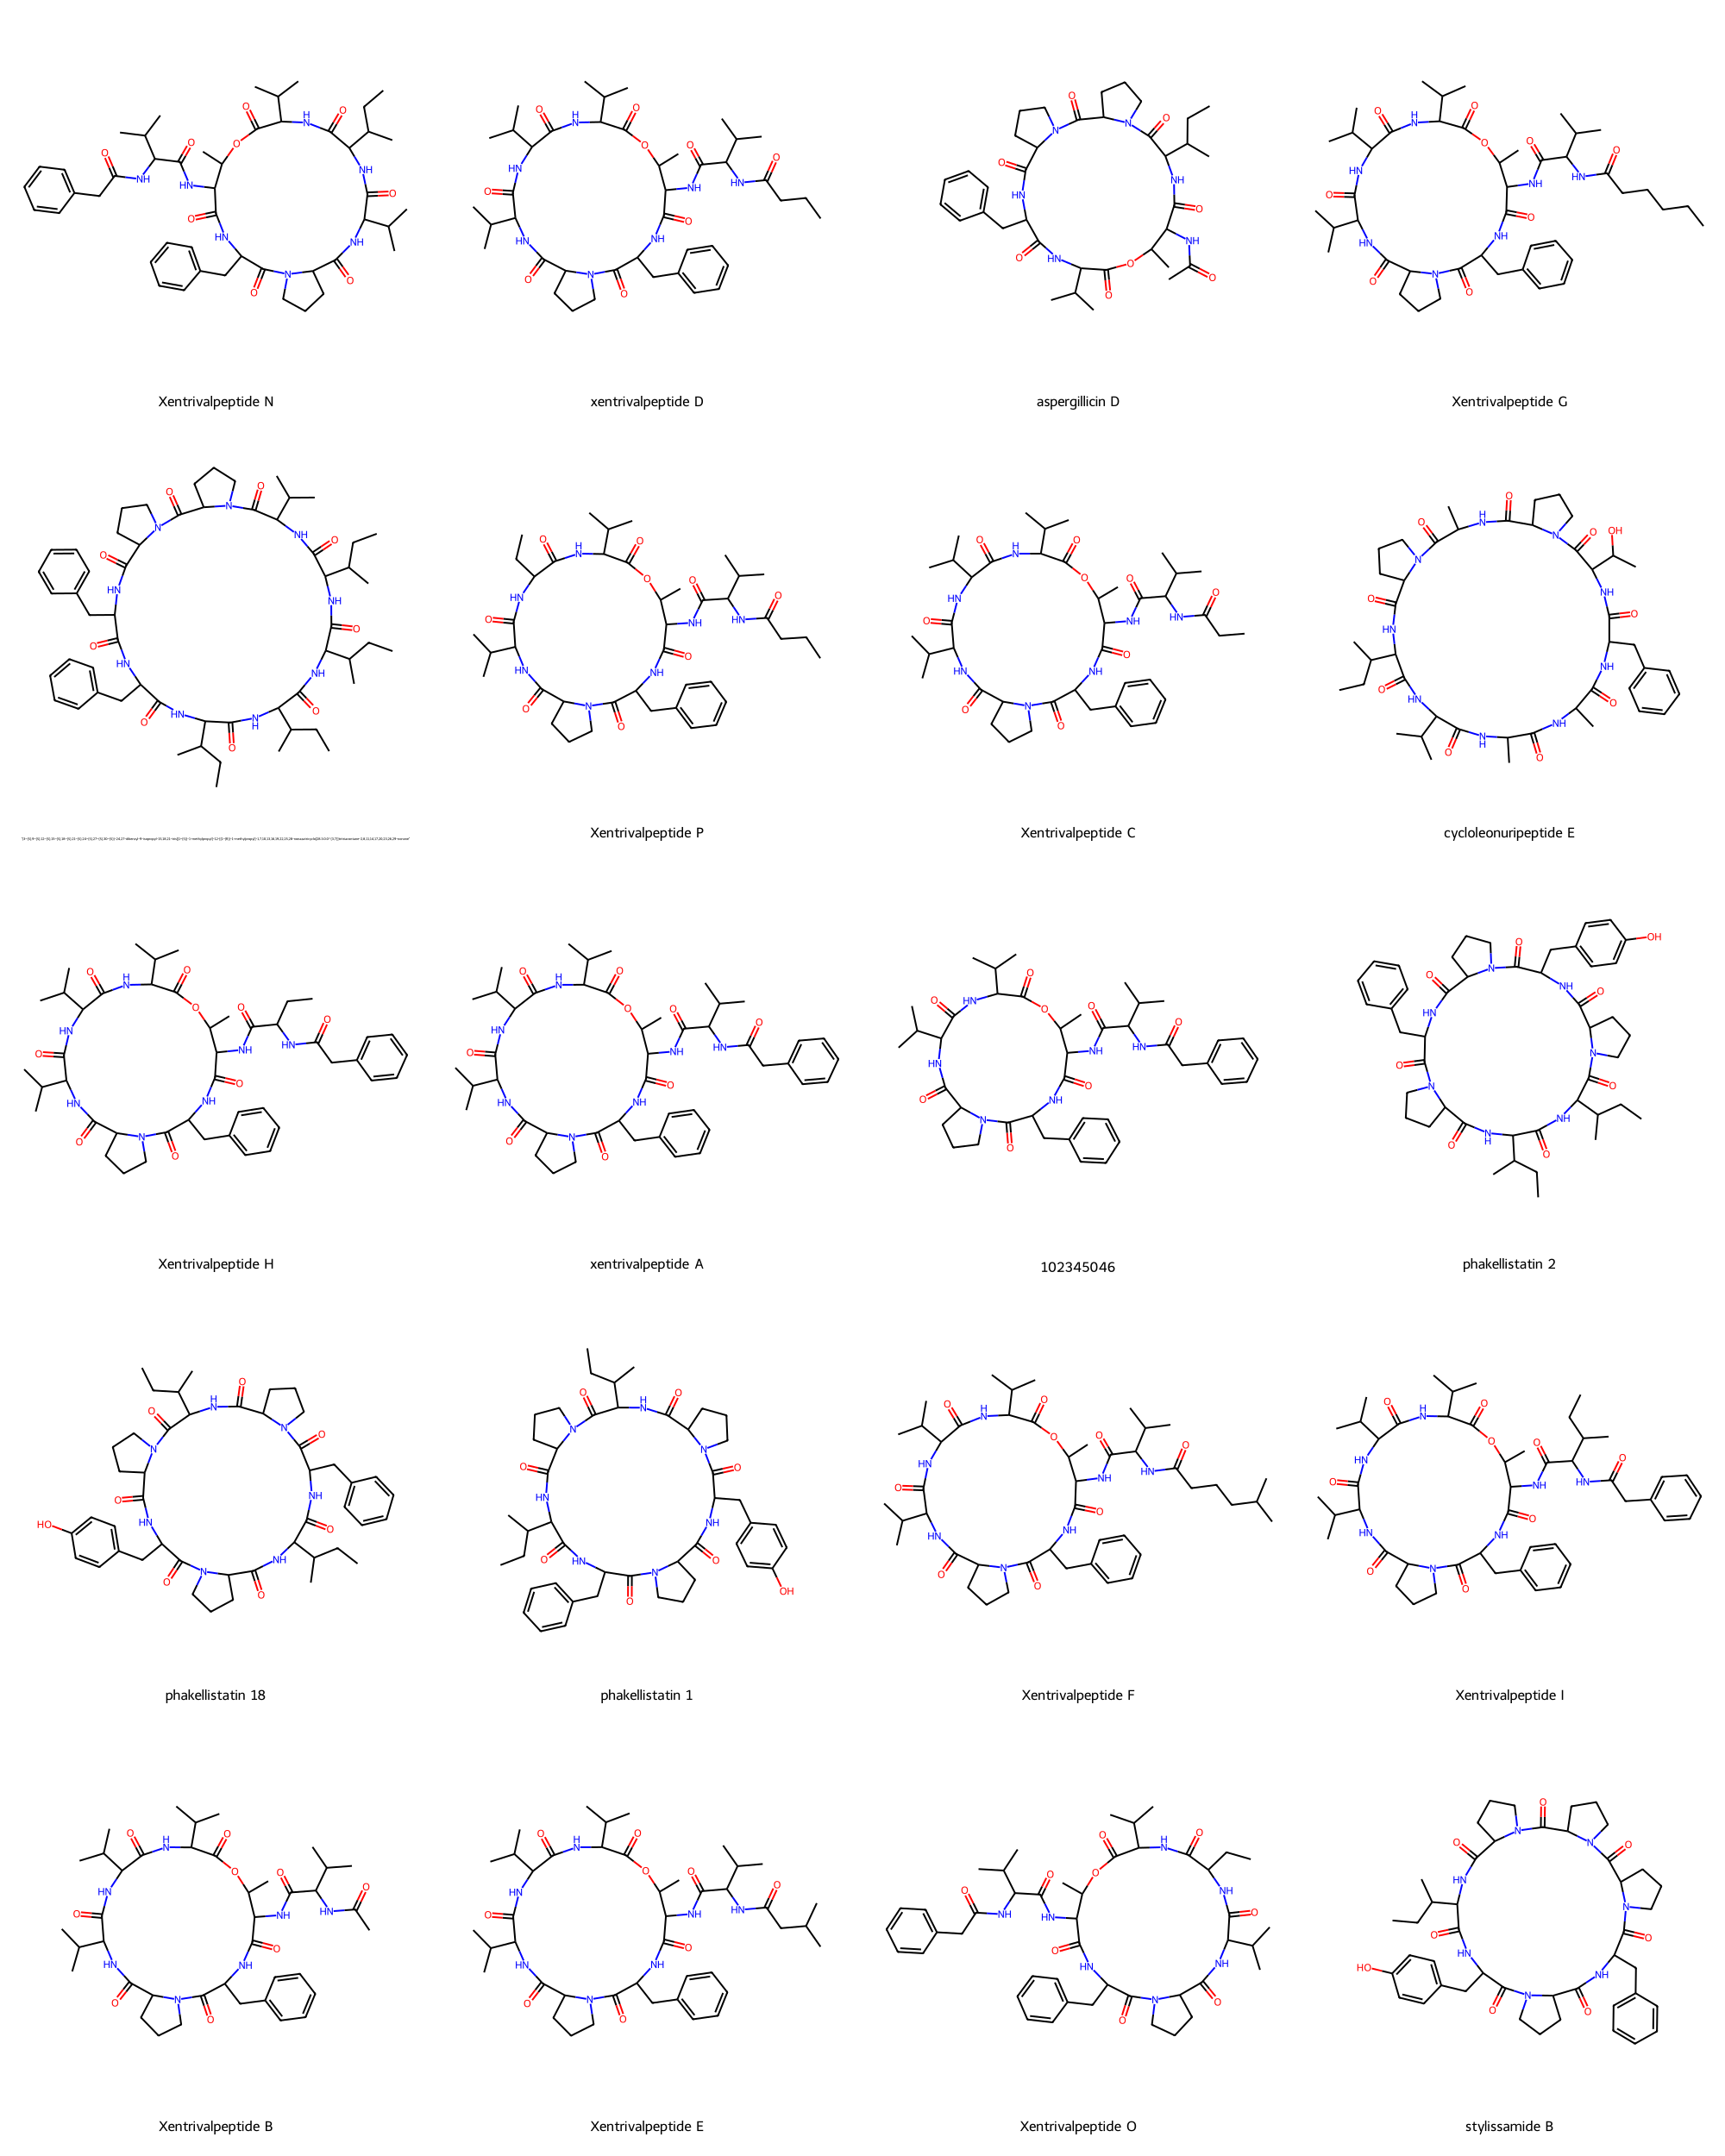 Xentrivalpeptide N
xentrivalpeptide D
aspergillicin D
Xentrivalpeptide G
Xentrivalpeptide P
Xentrivalpeptide C
cycloleonuripeptide E
Xentrivalpeptide H
xentrivalpeptide A
102345046
phakellistatin 2
phakellistatin 18
phakellistatin 1
Xentrivalpeptide F
Xentrivalpeptide I
Xentrivalpeptide B
Xentrivalpeptide E
Xentrivalpeptide O
stylissamide B